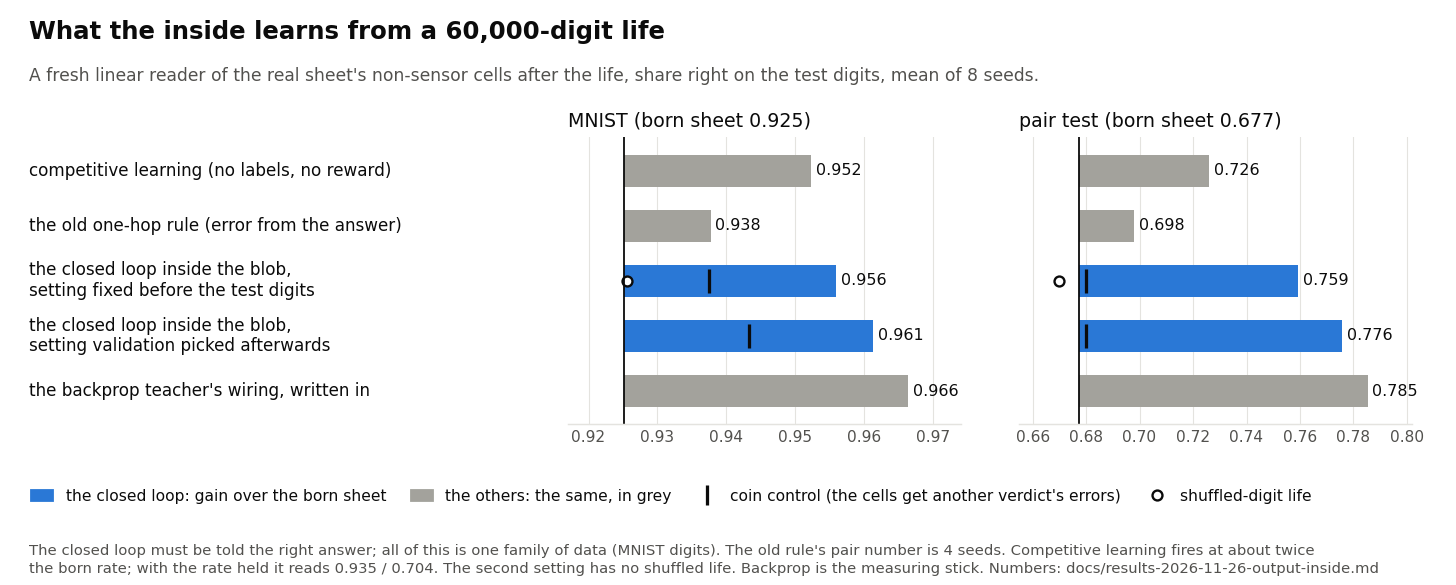 What the inside learns from a 60,000-digit life
A fresh linear reader of the real sheet's non-sensor cells after the life, share right on the test digits, mean of 8 seeds.
MNIST (born sheet 0.925)
pair test (born sheet 0.677)
competitive learning (no labels, no reward)
0.952
0.726
the old one-hop rule (error from the answer)
0.938
0.698
the closed loop inside the blob,
setting fixed before the test digits
0.956
0.759
the closed loop inside the blob,
setting validation picked afterwards
0.961
0.776
the backprop teacher's wiring, written in
0.966
0.785
0.92 0.93 0.94 0.95 0.96 0.97
0.66 0.68 0.70 0.72 0.74 0.76 0.78 0.80
the closed loop: gain over the born sheet
the others: the same, in grey
coin control (the cells get another verdict's errors)
shuffled-digit life
The closed loop must be told the right answer; all of this is one family of data (MNIST digits). The old rule's pair number is 4 seeds. Competitive learning fires at about twice
the born rate; with the rate held it reads 0.935 / 0.704. The second setting has no shuffled life. Backprop is the measuring stick. Numbers: docs/results-2026-11-26-output-inside.md